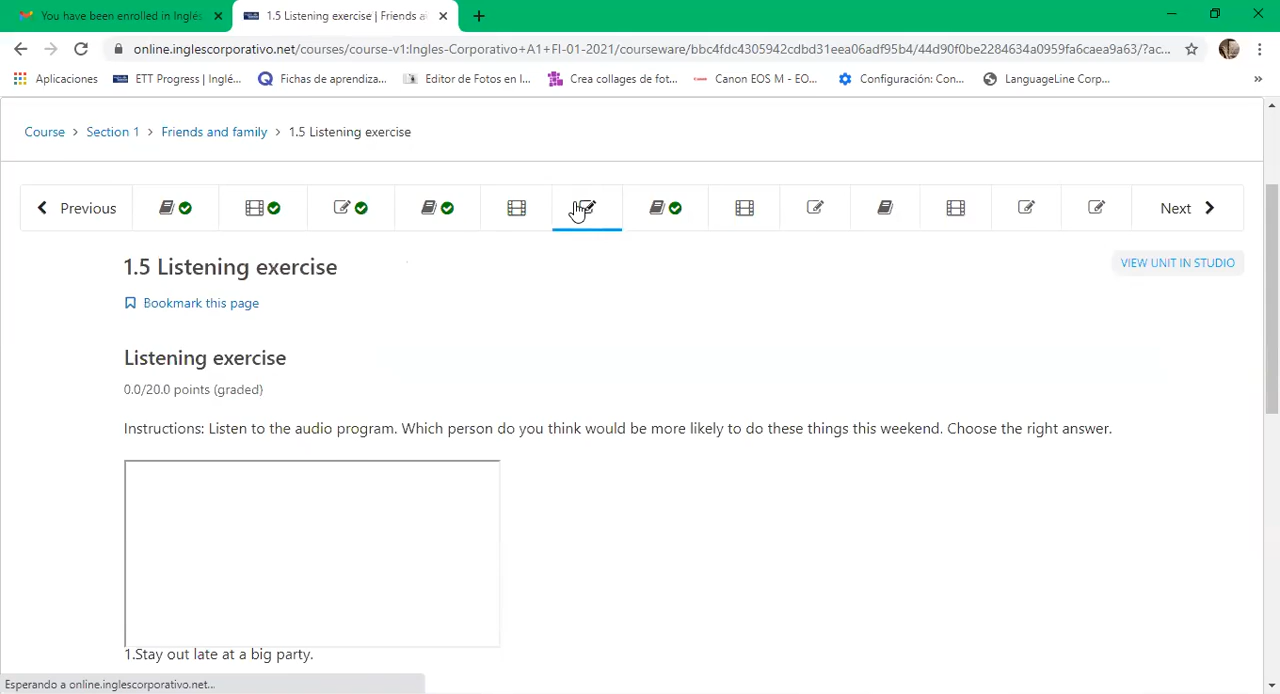 You have been enrolled in Inglés
1.5 Listening exercise | Friends a
online.inglescorporativo.net/courses/course-v1:Ingles-Corporativo+A1+FI-01-2021/courseware/bbc4fdc4305942cdbd31eea06adf95b4/44d90f0be2284634a0959fa6caea9a63/?ac...
Aplicaciones
ETT Progress | Inglé...
Fichas de aprendiza...
Editor de Fotos en l...
Crea collages de fot...
Canon EOS M - EO...
Configuración: Con...
LanguageLine Corp...
Course > Section 1 > Friends and family > 1.5 Listening exercise
Previous
Next
1.5 Listening exercise
VIEW UNIT IN STUDIO
Bookmark this page
Listening exercise
0.0/20.0 points (graded)
Instructions: Listen to the audio program. Which person do you think would be more likely to do these things this weekend. Choose the right answer.
1.Stay out late at a big party.
Esperando a online.inglescorporativo.net...